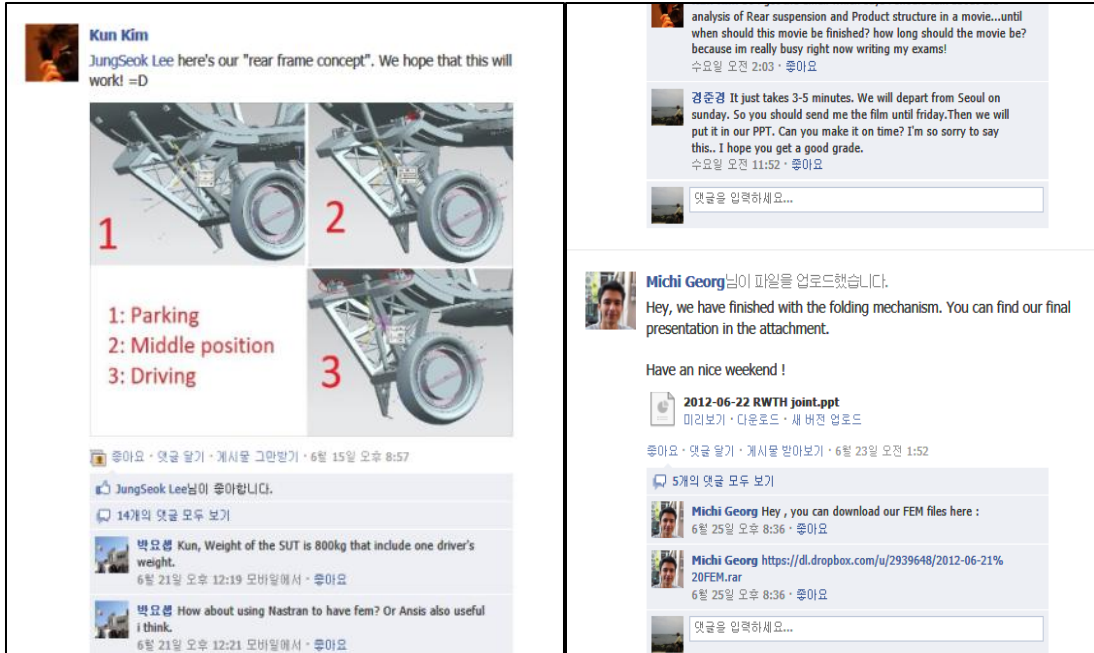 Kun Kim
JungSeok Lee here's our "rear frame concept". We hope that this will
work! =D
1
2
1: Parking
2: Middle position
3: Driving
3
좋아요 · 댓글 달기 · 게시물 그만받기 · 6월 15일 오후 8:57
JungSeok Lee님이 좋아합니다.
14개의 댓글 모두 보기
박요셉 Kun, Weight of the SUT is 800kg that include one driver's
weight.
6월 21일 오후 12:19 모바일에서 · 좋아요
박요셉 How about using Nastran to have fem? Or Ansis also useful
i think.
6월 21일 오후 12:21 모바일에서 · 좋아요
analysis of Rear suspension and Product structure in a movie...until
when should this movie be finished? how long should the movie be?
because im really busy right now writing my exams!
수요일 오전 2:03 · 좋아요
경준경 It just takes 3-5 minutes. We will depart from Seoul on
sunday. So you should send me the film until friday.Then we will
put it in our PPT. Can you make it on time? I'm so sorry to say
this.. I hope you get a good grade.
수요일 오전 11:52 · 좋아요
댓글을 입력하세요...
Michi Georg님이 파일을 업로드했습니다.
Hey, we have finished with the folding mechanism. You can find our final
presentation in the attachment.
Have an nice weekend !
2012-06-22 RWTH joint.ppt
미리보기 · 다운로드 · 새 버전 업로드
좋아요 · 댓글 달기 · 게시물 받아보기 · 6월 23일 오전 1:52
5개의 댓글 모두 보기
Michi Georg Hey , you can download our FEM files here :
6월 25일 오후 8:36 · 좋아요
Michi Georg https://dl.dropbox.com/u/2939648/2012-06-21%
20FEM.rar
6월 25일 오후 8:36 · 좋아요
댓글을 입력하세요...